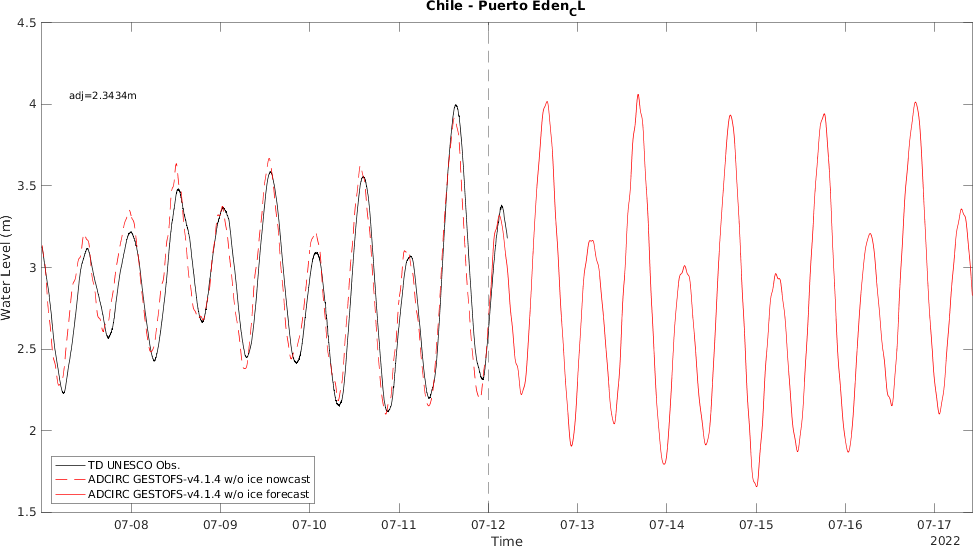 Chile - Puerto Eden_CL
4.5
4
3.5
3
2.5
2
1.5
Water Level (m)
adj=2.3434m
TD UNESCO Obs.
ADCIRC GESTOFS-v4.1.4 w/o ice nowcast
ADCIRC GESTOFS-v4.1.4 w/o ice forecast
07-08 07-09 07-10 07-11 07-12 07-13 07-14 07-15 07-16 07-17
Time
2022